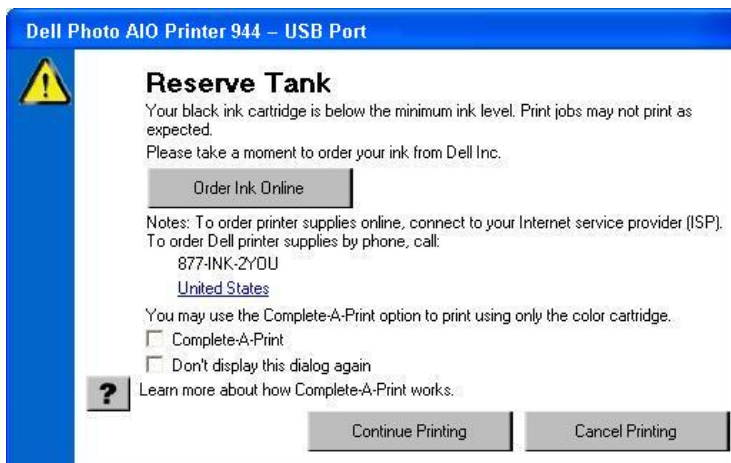 Dell Photo AIO Printer 944 – USB Port
Reserve Tank
Your black ink cartridge is below the minimum ink level. Print jobs may not print as
expected.
Please take a moment to order your ink from Dell Inc.
Order Ink Online
Notes: To order printer supplies online, connect to your Internet service provider (ISP).
To order Dell printer supplies by phone, call:
877-INK-2YOU
United States
You may use the Complete-A-Print option to print using only the color cartridge.
Complete-A-Print
Don't display this dialog again
? Learn more about how Complete-A-Print works.
Continue Printing Cancel Printing